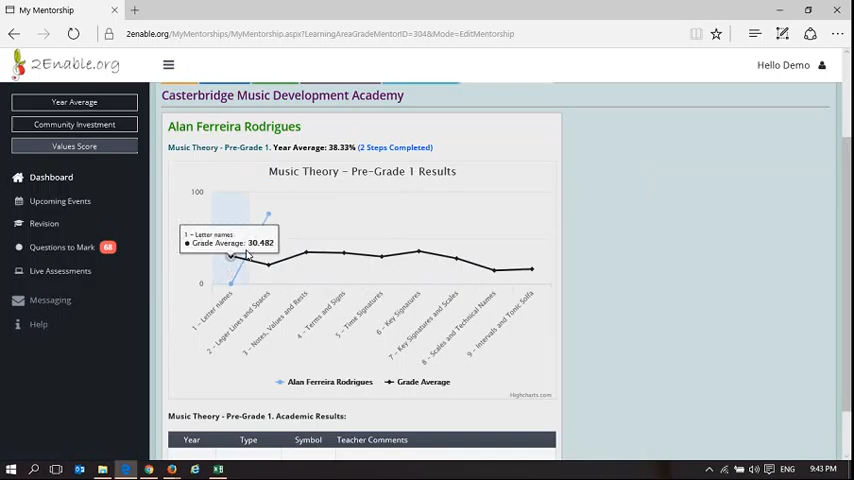 My Mentorship
2enable.org/MyMentorships/MyMentorship.aspx?LearningAreaGradeMentorID=304&Mode=EditMentorship
2Enable.org
Hello Demo
Year Average
Community Investment
Values Score
Dashboard
Upcoming Events
Revision
Questions to Mark 68
Live Assessments
Messaging
Help
Casterbridge Music Development Academy
Alan Ferreira Rodrigues
Music Theory - Pre-Grade 1. Year Average: 38.33% (2 Steps Completed)
Music Theory - Pre-Grade 1 Results
100
0
1 - Letter names
Grade Average: 30.482
1 - Letter names
2 - Leger Lines and Spaces
3 - Notes, Values and Rests
4 - Terms and Signs
5 - Time Signatures
6 - Key Signatures
7 - Key Signatures and Scales
8 - Scales and Technical Names
9 - Intervals and Tonic Solfa
Alan Ferreira Rodrigues
Grade Average
Highcharts.com
Music Theory - Pre-Grade 1. Academic Results:
Year Type Symbol Teacher Comments
ENG 9:43 PM